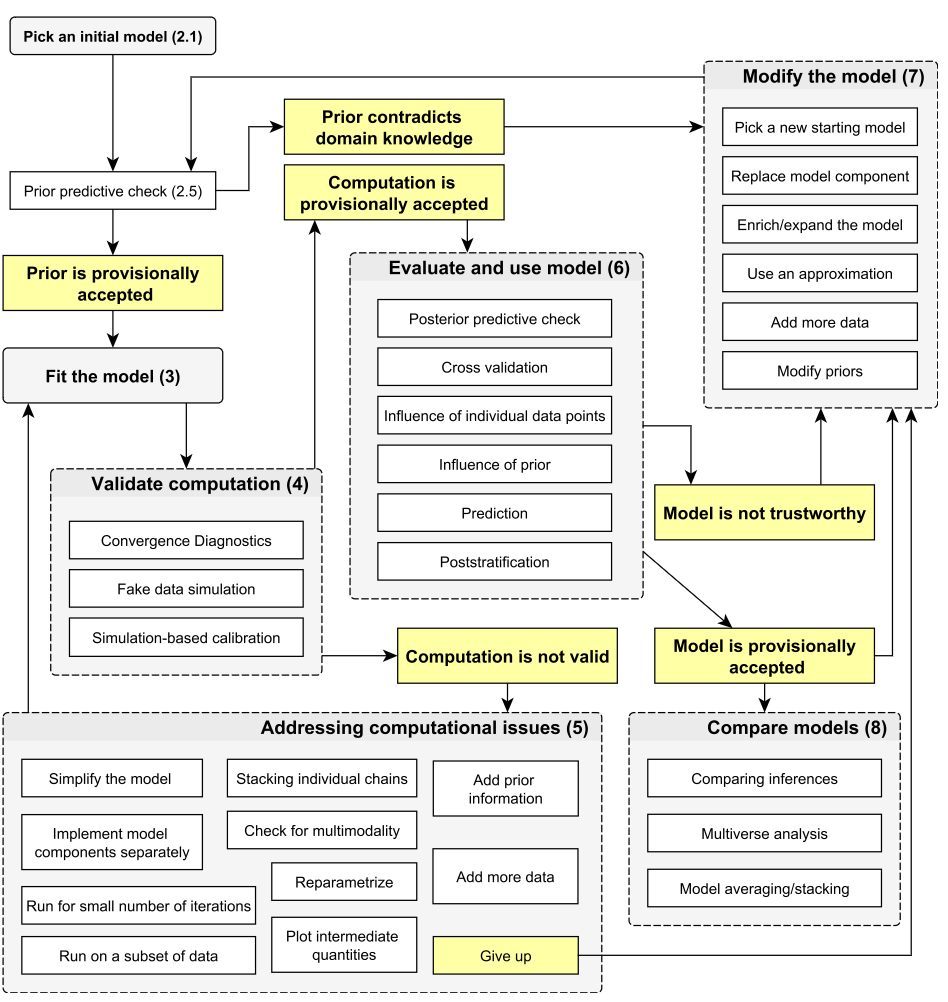 Pick an initial model (2.1)
Modify the model (7)
Pick a new starting model
Replace model component
Enrich/expand the model
Use an approximation
Add more data
Modify priors
Prior contradicts
domain knowledge
Prior predictive check (2.5)
Computation is
provisionally accepted
Prior is provisionally
accepted
Evaluate and use model (6)
Posterior predictive check
Cross validation
Influence of individual data points
Influence of prior
Prediction
Poststratification
Fit the model (3)
Validate computation (4)
Convergence Diagnostics
Fake data simulation
Simulation-based calibration
Model is not trustworthy
Computation is not valid
Model is provisionally
accepted
Addressing computational issues (5)
Simplify the model
Implement model
components separately
Run for small number of iterations
Run on a subset of data
Stacking individual chains
Check for multimodality
Reparametrize
Plot intermediate
quantities
Add prior
information
Add more data
Give up
Compare models (8)
Comparing inferences
Multiverse analysis
Model averaging/stacking